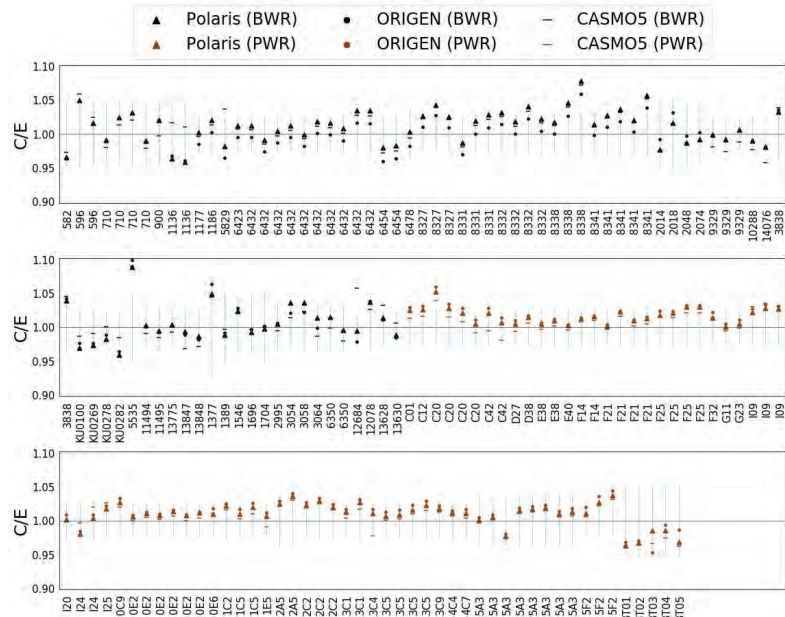 Polaris (BWR) ORIGEN (BWR) CASMO5 (BWR)
Polaris (PWR) ORIGEN (PWR) CASMO5 (PWR)
1.10
1.05
1.00
0.95
0.90
C/E
582 596 596 710 710 710 710 900 1136 1136 1177 1186 5829 6423 6432 6432 6432 6432 6432 6432 6432 6432 6432 6454 6454 6478 8327 8327 8327 8331 8331 8331 8332 8332 8332 8338 8338 8338 8341 8341 8341 8341 8341 2014 2018 2048 2074 9329 9329 9329 10288 14076 3838
1.10
1.05
1.00
0.95
0.90
C/E
3838 KU0100 KU0269 KU0278 KU0282 5535 11494 11495 13775 13847 13848 1377 1389 1546 1696 1704 2995 3054 3058 3064 6350 6350 12684 12078 13628 13630 C01 C12 C20 C20 C20 C20 C42 C42 D27 D38 E38 E38 E40 F14 F14 F21 F21 F21 F25 F25 F25 F32 G11 G23 I09 I09 I09
1.10
1.05
1.00
0.95
0.90
C/E
I20 I24 I24 I25 0C9 0E2 0E2 0E2 0E2 0E2 0E6 1C2 1C5 1C5 1E5 2A5 2A5 2C2 2C2 2C2 3C1 3C1 3C4 3C5 3C5 3C5 3C9 4C4 4C7 5A3 5A3 5A3 5A3 5A3 5A3 5A3 5F2 5F2 5F2 GT01 GT02 GT03 GT04 GT05